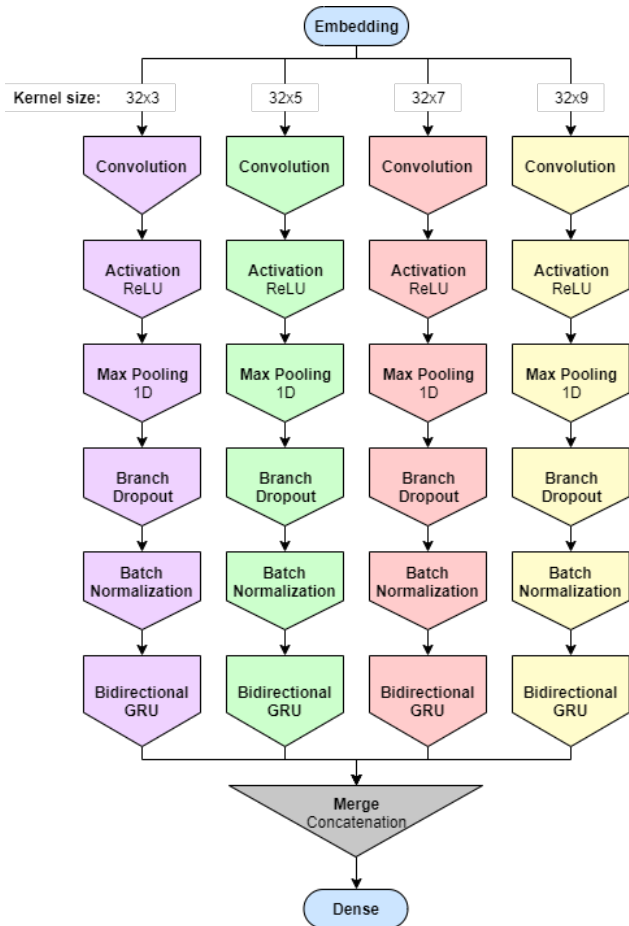 Embedding
Kernel size: 32x3 32x5 32x7 32x9
Convolution Convolution Convolution Convolution
Activation Activation Activation Activation
ReLU ReLU ReLU ReLU
Max Pooling Max Pooling Max Pooling Max Pooling
1D 1D 1D 1D
Branch Branch Branch Branch
Dropout Dropout Dropout Dropout
Batch Batch Batch Batch
Normalization Normalization Normalization Normalization
Bidirectional Bidirectional Bidirectional Bidirectional
GRU GRU GRU GRU
Merge
Concatenation
Dense